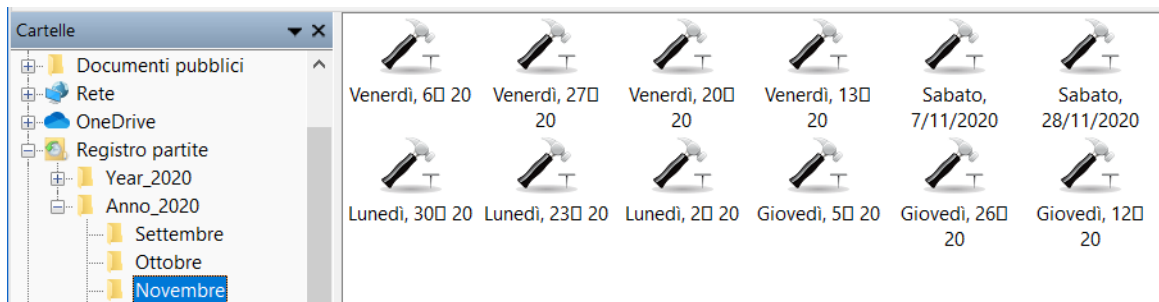 Cartelle
Documenti pubblici
Rete
OneDrive
Registro partite
Year_2020
Anno_2020
Settembre
Ottobre
Novembre
Venerdì, 6□ 20
Venerdì, 27□
20
Venerdì, 20□
20
Venerdì, 13□
20
Sabato,
7/11/2020
Sabato,
28/11/2020
Lunedì, 30□ 20
Lunedì, 23□ 20
Lunedì, 2□ 20
Giovedì, 5□ 20
Giovedì, 26□
20
Giovedì, 12□
20